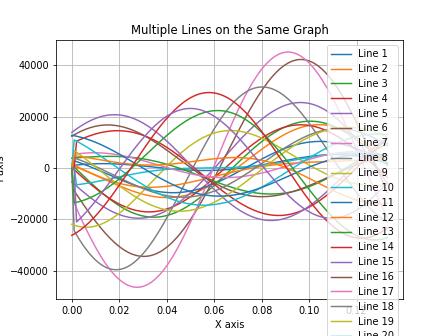 Multiple Lines on the Same Graph
40000
20000
0
−20000
−40000
0.00
0.02
0.04
0.06
0.08
0.10
X axis
axis
Line 1
Line 2
Line 3
Line 4
Line 5
Line 6
Line 7
Line 8
Line 9
Line 10
Line 11
Line 12
Line 13
Line 14
Line 15
Line 16
Line 17
Line 18
Line 19
Line 20